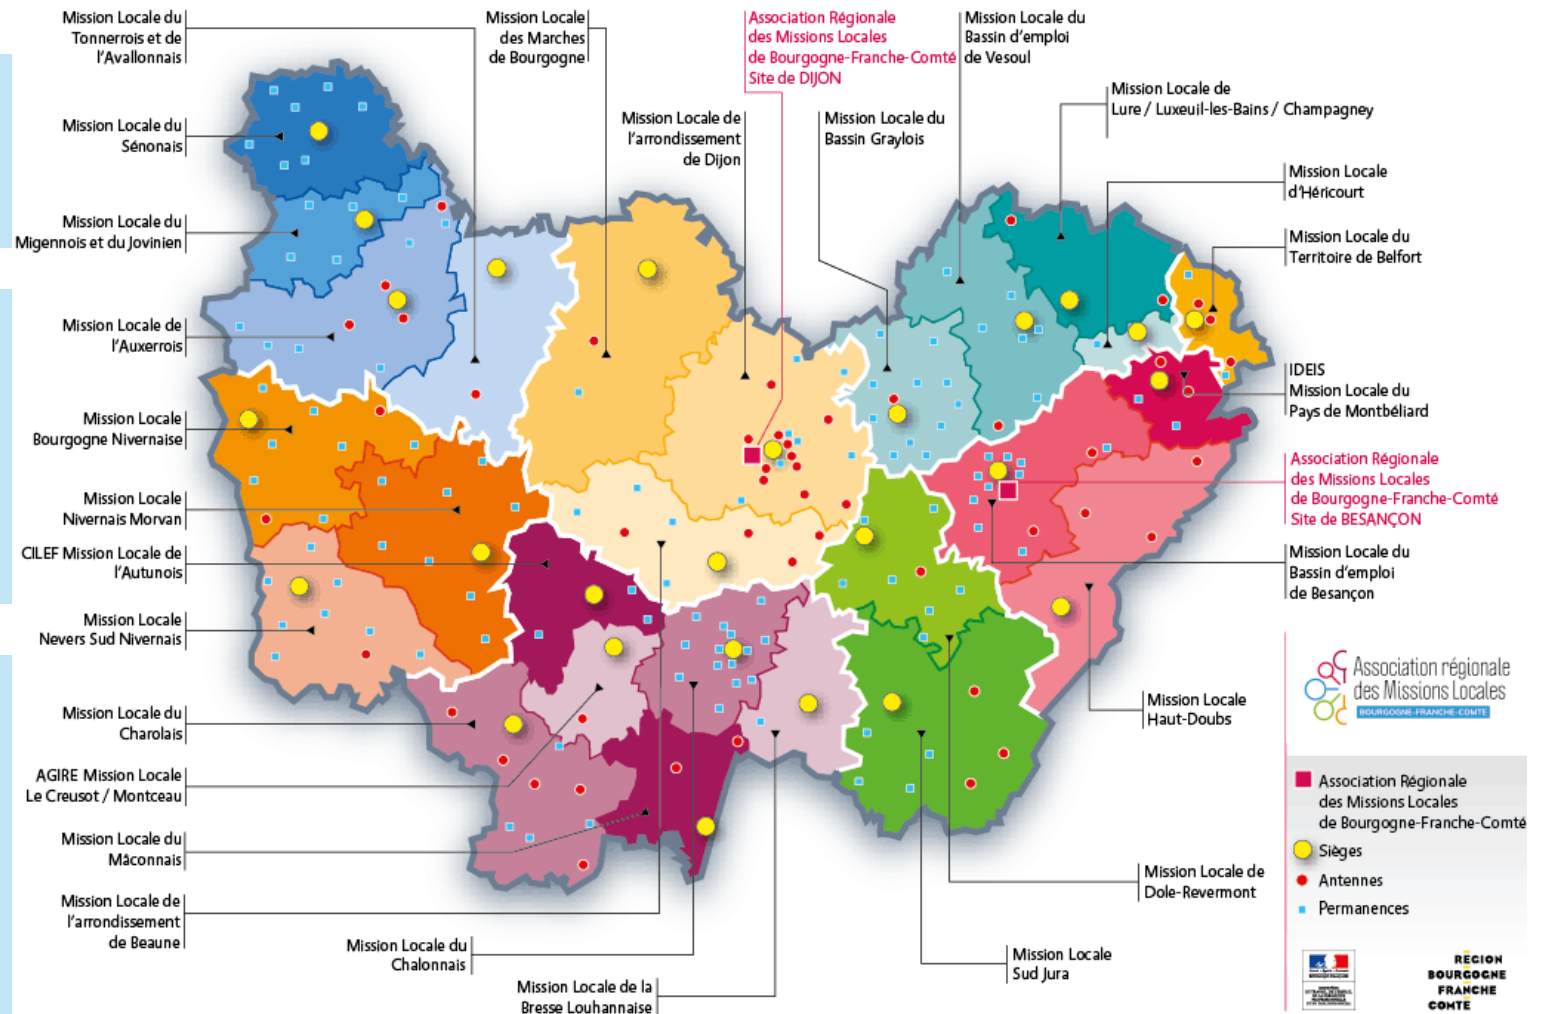 Mission Locale du
Tonnerrois et de
l'Avallonnais
Mission Locale
des Marches
de Bourgogne
Association Régionale
des Missions Locales
de Bourgogne-Franche-Comté
Site de DIJON
Mission Locale du
Bassin d'emploi
de Vesoul
Mission Locale de
Lure / Luxeuil-les-Bains / Champagney
Mission Locale du
Sénonais
Mission Locale de
l'arrondissement
de Dijon
Mission Locale du
Bassin Graylois
Mission Locale
d'Héricourt
Mission Locale du
Migennois et du Jovinien
Mission Locale du
Territoire de Belfort
Mission Locale de
l'Auxerrois
IDEIS
Mission Locale du
Pays de Montbéliard
Mission Locale
Bourgogne Nivernaise
Association Régionale
des Missions Locales
de Bourgogne-Franche-Comté
Site de BESANÇON
Mission Locale
Nivernais Morvan
CILEF Mission Locale de
l'Autunois
Mission Locale du
Bassin d'emploi
de Besançon
Mission Locale
Nevers Sud Nivernais
Association régionale
des Missions Locales
BOURGOGNE-FRANCHE-COMTE
Mission Locale
Haut-Doubs
Mission Locale du
Charolais
AGIRE Mission Locale
Le Creusot / Montceau
Association Régionale
des Missions Locales
de Bourgogne-Franche-Comté
Sièges
Antennes
Permanences
Mission Locale du
Mâconnais
Mission Locale de
Dole-Revermont
Mission Locale de
l'arrondissement
de Beaune
Mission Locale du
Chalonnais
Mission Locale
Sud Jura
Mission Locale de la
Bresse Louhannaise
REGION
BOURGOGNE
FRANCHE
COMTE